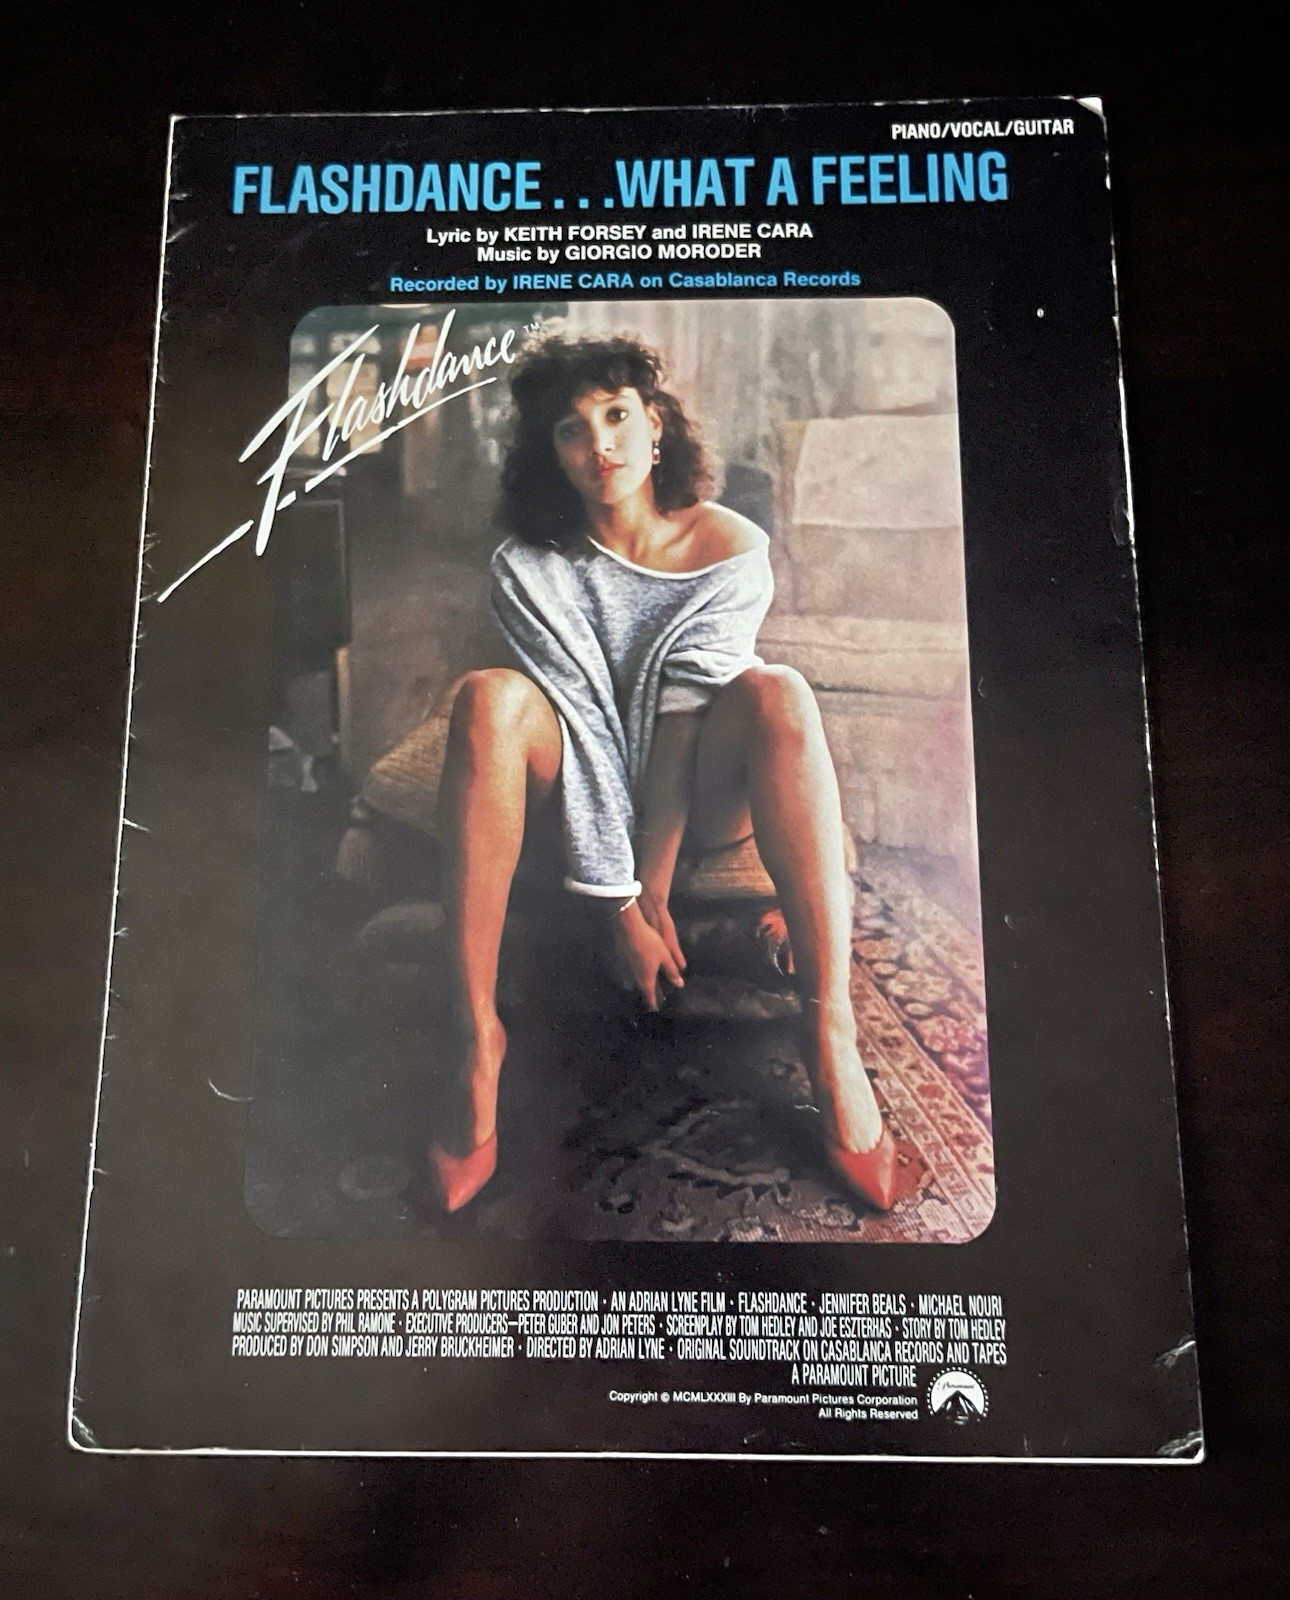 PIANO/VOCAL/GUITAR
FLASHDANCE...WHAT A FEELING
Lyric by KEITH FORSEY and IRENE CARA
Music by GIORGIO MORODER
Recorded by IRENE CARA on Casablanca Records
Flashdance™
PARAMOUNT PICTURES PRESENTS A POLYGRAM PICTURES PRODUCTION · AN ADRIAN LYNE FILM · FLASHDANCE · JENNIFER BEALS · MICHAEL NOURI
MUSIC SUPERVISED BY PHIL RAMONE · EXECUTIVE PRODUCERS—PETER GUBER AND JON PETERS · SCREENPLAY BY TOM HEDLEY AND JOE ESZTERHAS · STORY BY TOM HEDLEY
PRODUCED BY DON SIMPSON AND JERRY BRUCKHEIMER · DIRECTED BY ADRIAN LYNE · ORIGINAL SOUNDTRACK ON CASABLANCA RECORDS AND TAPES
A PARAMOUNT PICTURE
Copyright © MCMLXXXIII By Paramount Pictures Corporation
All Rights Reserved
Paramount